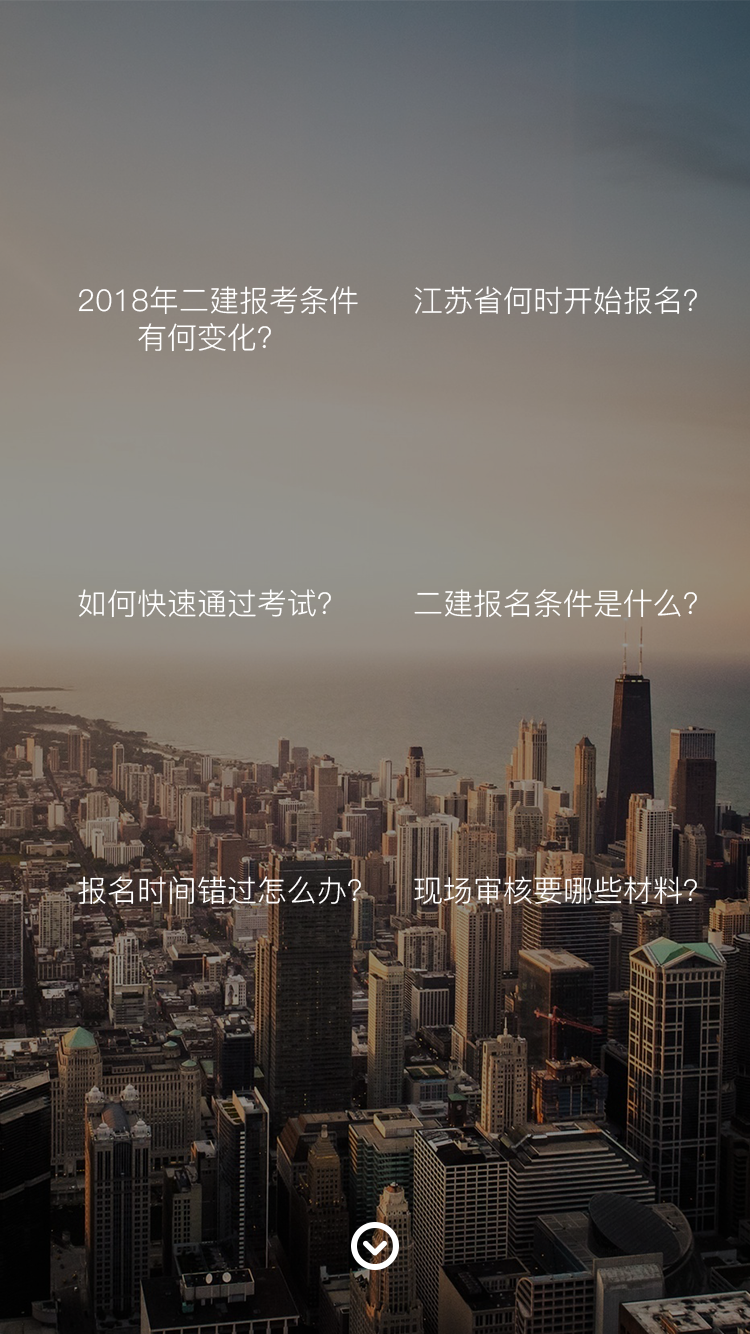 2018年二建报考条件
有何变化?
江苏省何时开始报名?
如何快速通过考试?
二建报名条件是什么?
报名时间错过怎么办?
现场审核要哪些材料?